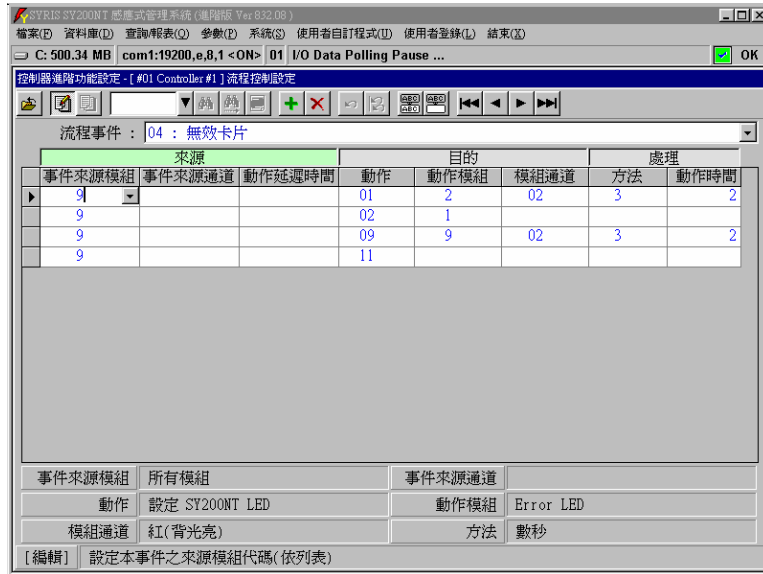 SYRIS SY200NT 感應式管理系統 (進階版 Ver 832.08 )
檔案(F) 資料庫(D) 查詢/報表(Q) 參數(P) 系統(S) 使用者自訂程式(U) 使用者登錄(L) 結束(X)
C: 500.34 MB com1:19200,e,8,1 <ON> 01 I/O Data Polling Pause ... OK
控制器進階功能設定 - [ #01 Controller #1 ] 流程控制設定
流程事件 : 04 : 無效卡片
來源 目的 處理
事件來源模組 事件來源通道 動作延遲時間 動作 動作模組 模組通道 方法 動作時間
9 01 2 02 3 2
9 02 1
9 09 9 02 3 2
9 11
事件來源模組 所有模組 事件來源通道
動作 設定 SY200NT LED 動作模組 Error LED
模組通道 紅(背光亮) 方法 數秒
[編輯] 設定本事件之來源模組代碼(依列表)